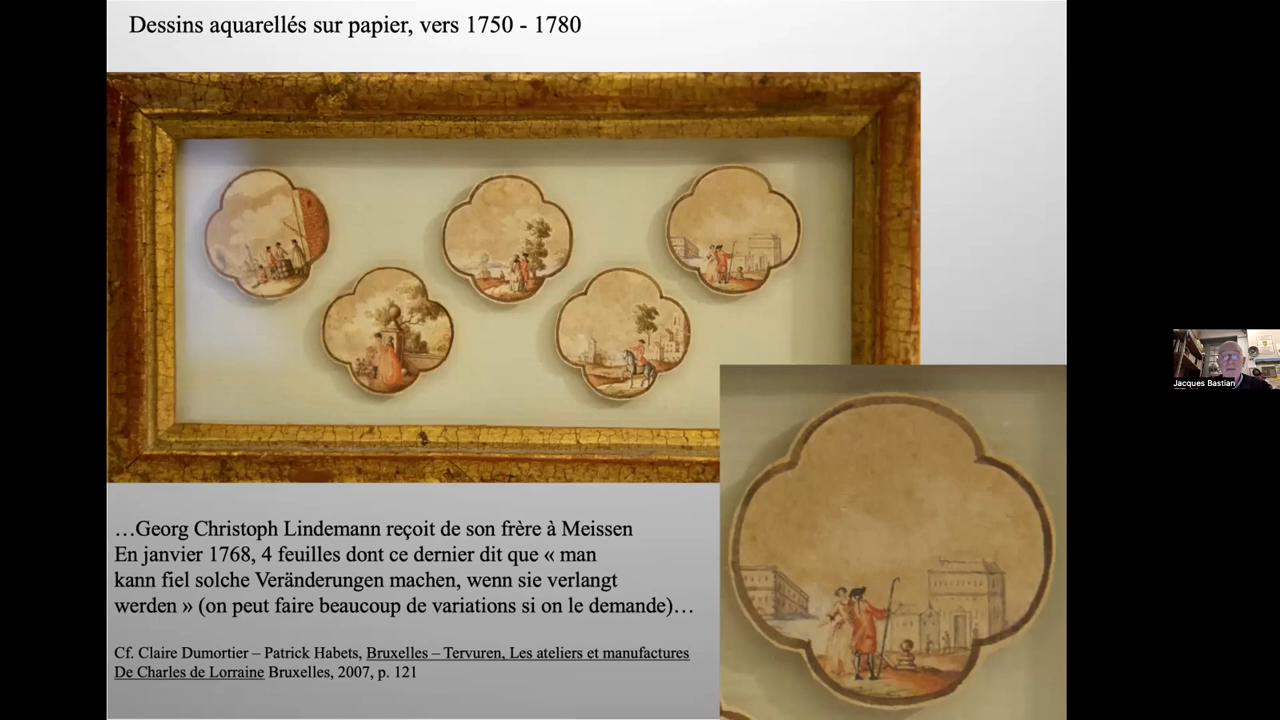 Dessins aquarellés sur papier, vers 1750 - 1780
…Georg Christoph Lindemann reçoit de son frère à Meissen
En janvier 1768, 4 feuilles dont ce dernier dit que « man
kann fiel solche Veränderungen machen, wenn sie verlangt
werden » (on peut faire beaucoup de variations si on le demande)…
Cf. Claire Dumortier – Patrick Habets, Bruxelles – Tervuren, Les ateliers et manufactures
De Charles de Lorraine Bruxelles, 2007, p. 121
Jacques Bastian